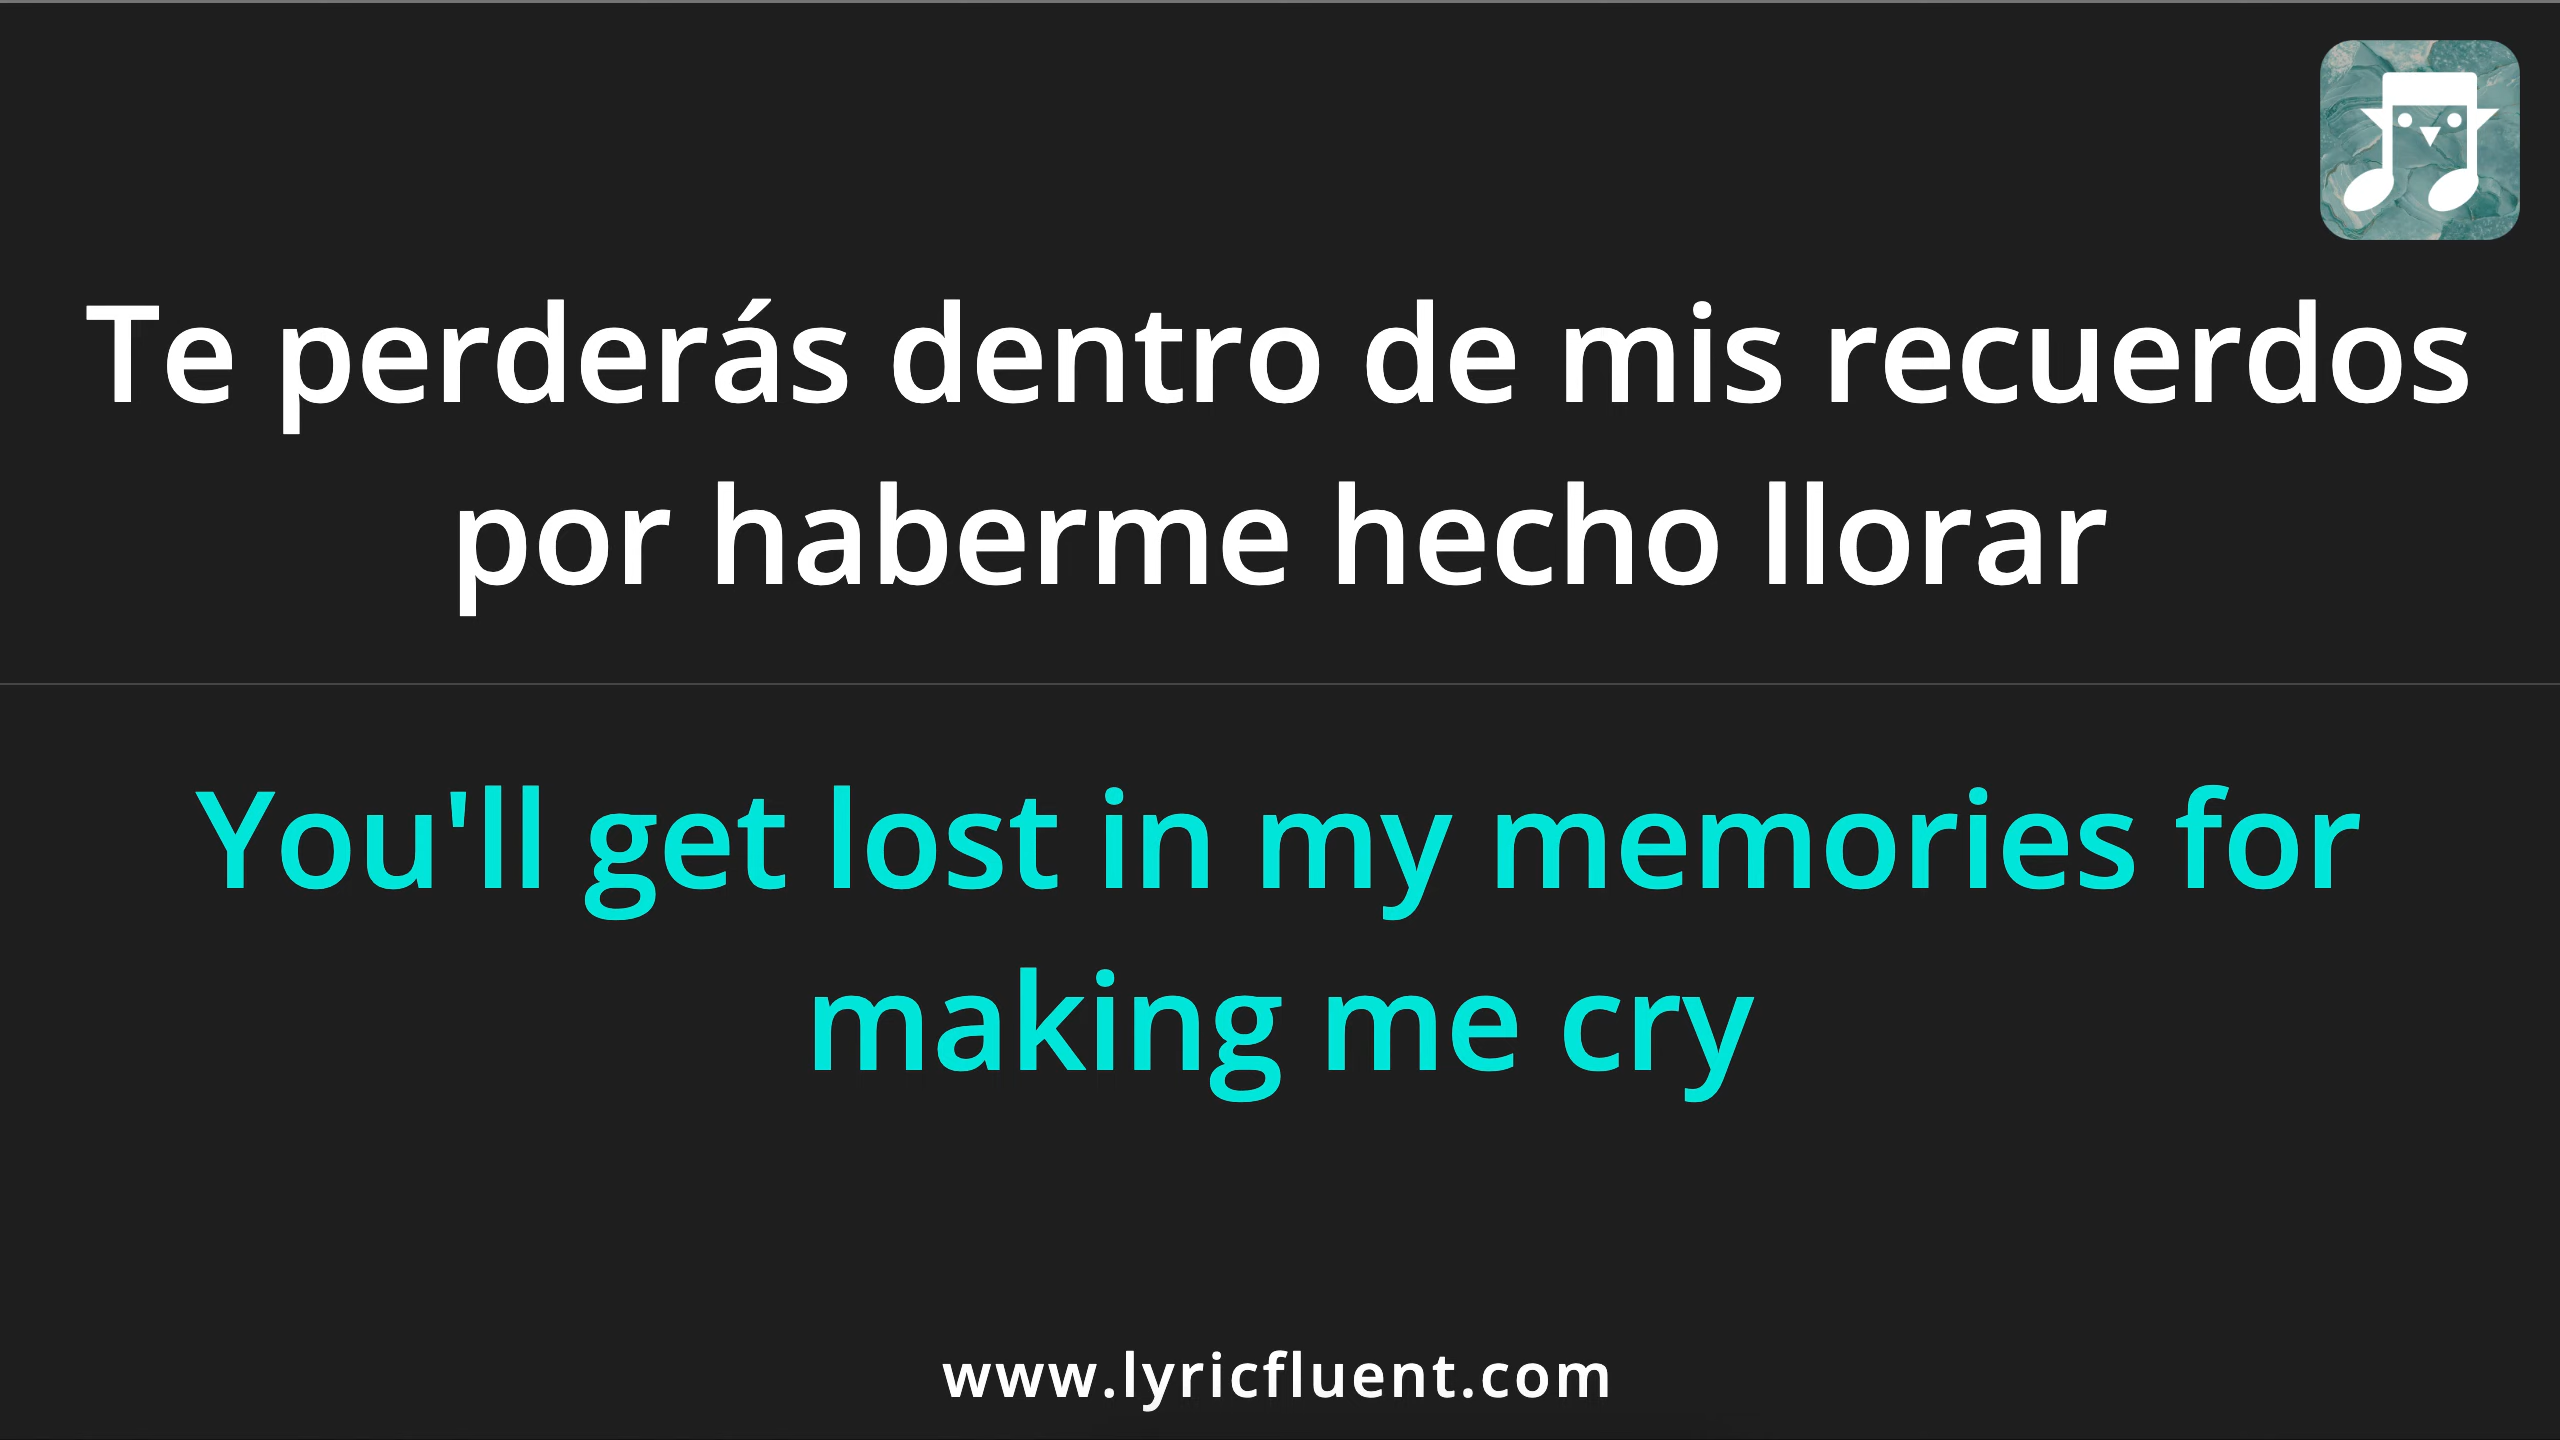 Te perderás dentro de mis recuerdos
por haberme hecho llorar
You'll get lost in my memories for
making me cry
www.lyricfluent.com